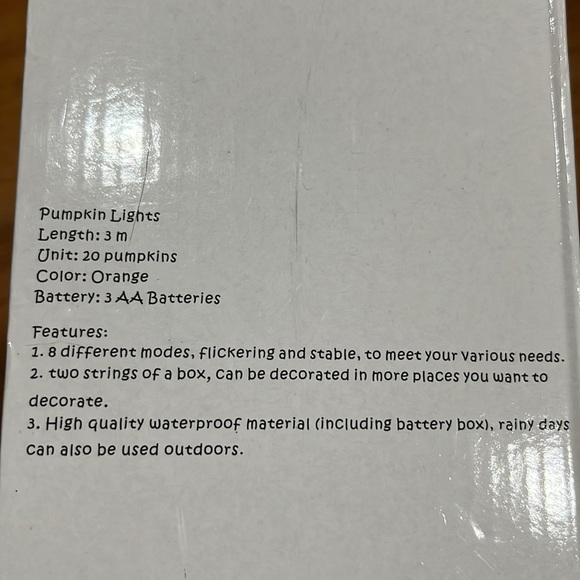 Pumpkin Lights
Length: 3 m
Unit: 20 pumpkins
Color: Orange
Battery: 3 AA Batteries
Features:
1. 8 different modes, flickering and stable, to meet your various needs.
2. two strings of a box, can be decorated in more places you want to
decorate.
3. High quality waterproof material (including battery box), rainy days
can also be used outdoors.